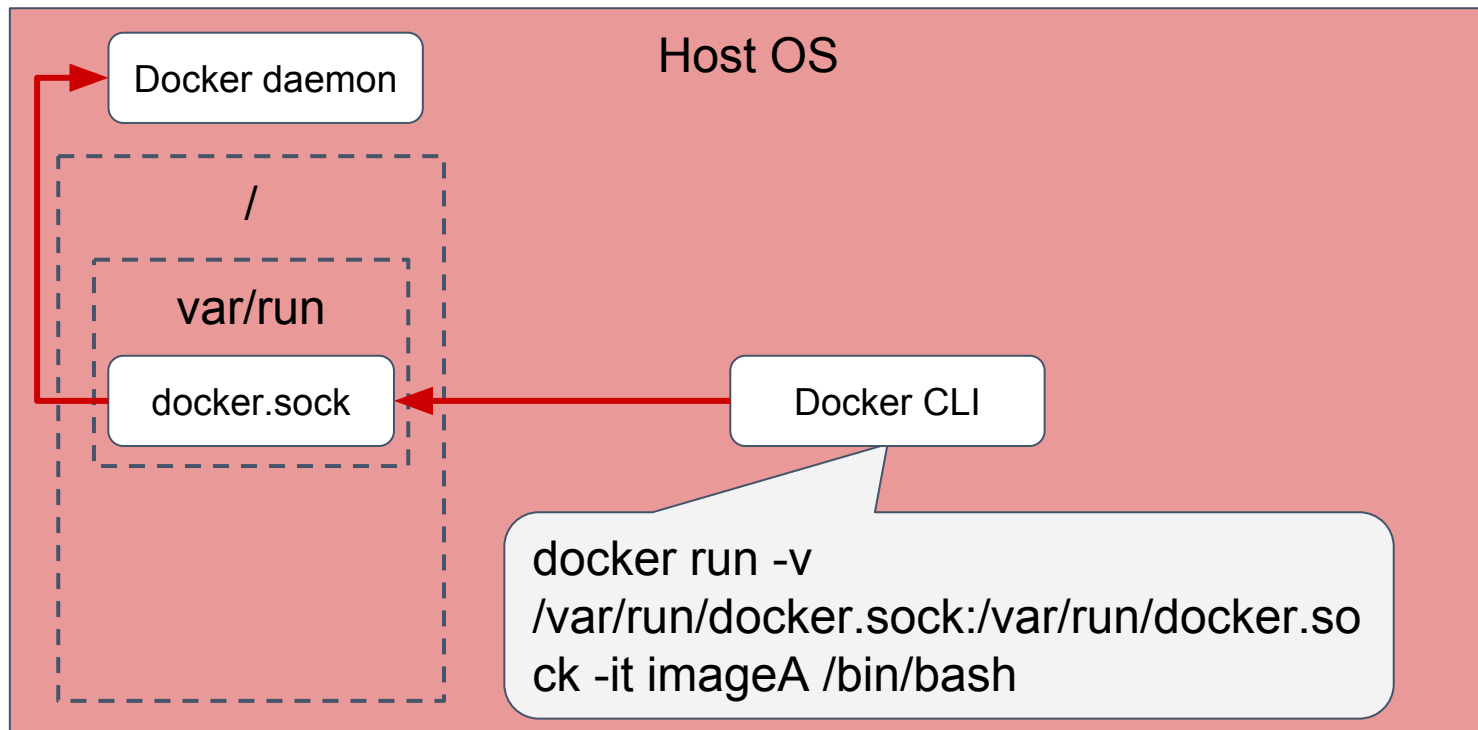 Host OS
Docker daemon
/
var/run
docker.sock
Docker CLI
docker run -v
/var/run/docker.sock:/var/run/docker.so
ck -it imageA /bin/bash